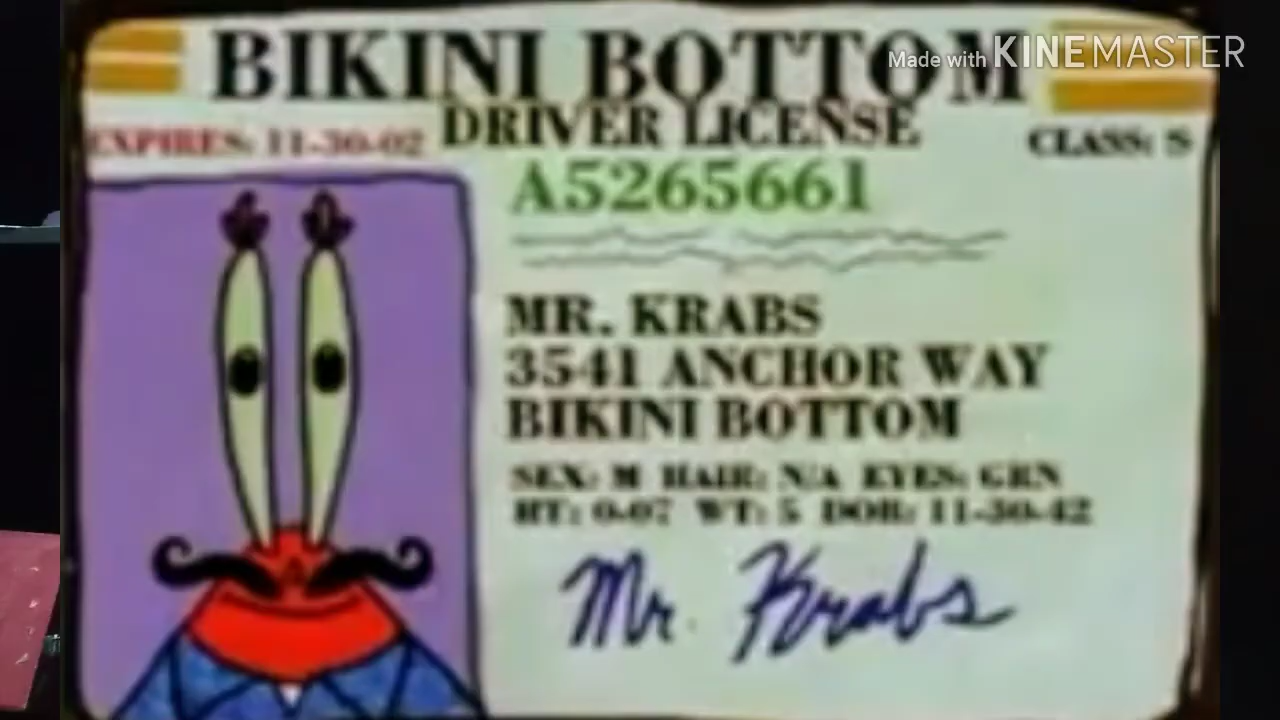 BIKINI BOTTOM
Made with KINEMASTER
DRIVER LICENSE
EXPIRES: 11-30-02
CLASS: S
A5265661
MR. KRABS
3541 ANCHOR WAY
BIKINI BOTTOM
SEX: M HAIR: N/A EYES: GRN
HT: 0-07 WT: 5 DOB: 11-30-42
Mr. Krabs